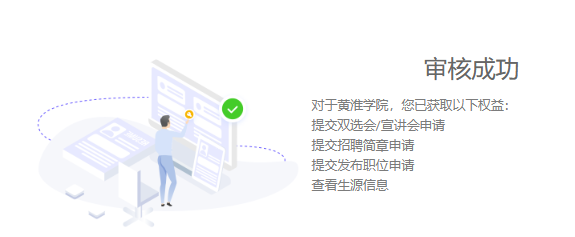 审核成功
对于黄淮学院，您已获取以下权益：
提交双选会/宣讲会申请
提交招聘简章申请
提交发布职位申请
查看生源信息